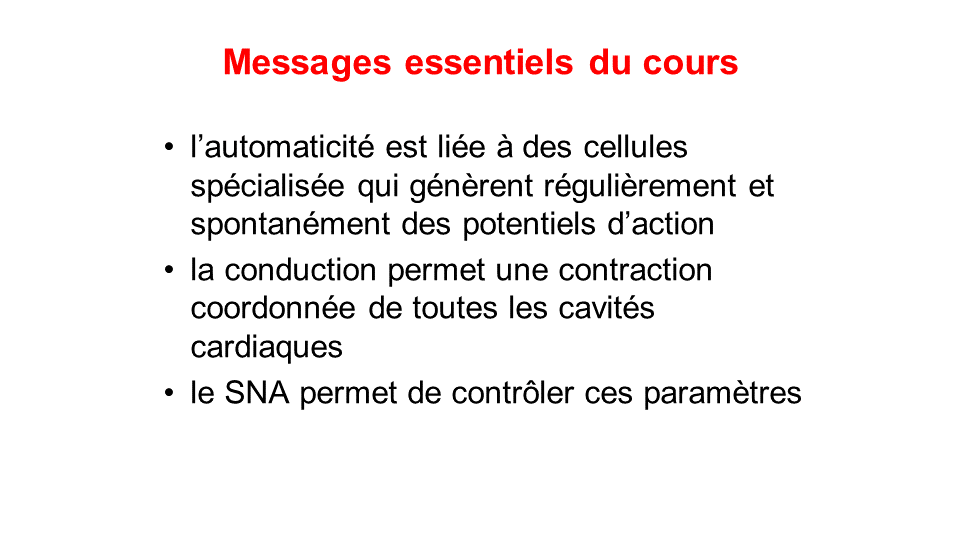 Messages essentiels du cours
• l’automaticité est liée à des cellules
spécialisée qui génèrent régulièrement et
spontanément des potentiels d’action
• la conduction permet une contraction
coordonnée de toutes les cavités
cardiaques
• le SNA permet de contrôler ces paramètres